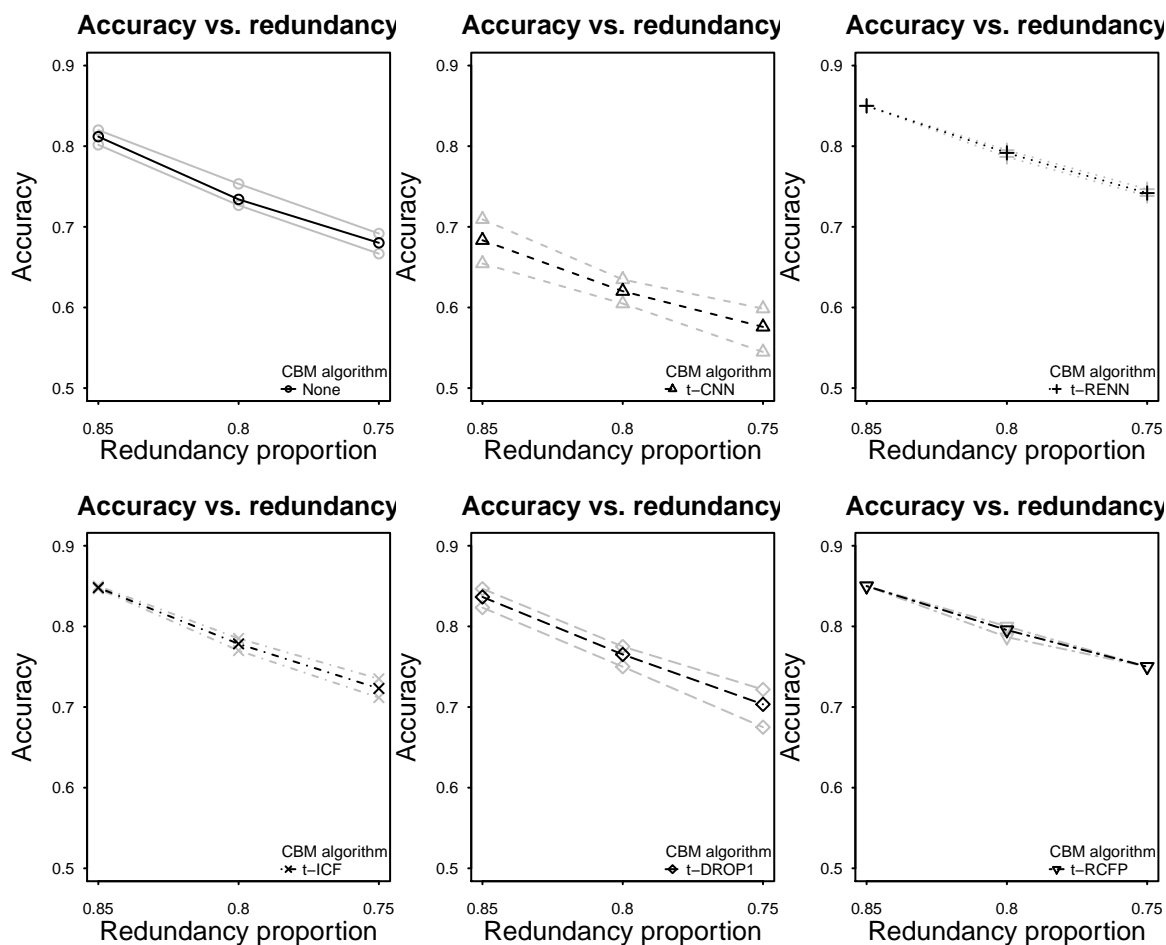 Accuracy vs. redundancy
Accuracy
0.9
0.8
0.7
0.6
0.5
CBM algorithm
None
0.85
0.8
0.75
Redundancy proportion
Accuracy vs. redundancy
Accuracy
0.9
0.8
0.7
0.6
0.5
CBM algorithm
t−CNN
0.85
0.8
0.75
Redundancy proportion
Accuracy vs. redundancy
Accuracy
0.9
0.8
0.7
0.6
0.5
CBM algorithm
t−RENN
0.85
0.8
0.75
Redundancy proportion
Accuracy vs. redundancy
Accuracy
0.9
0.8
0.7
0.6
0.5
CBM algorithm
t−ICF
0.85
0.8
0.75
Redundancy proportion
Accuracy vs. redundancy
Accuracy
0.9
0.8
0.7
0.6
0.5
CBM algorithm
t−DROP1
0.85
0.8
0.75
Redundancy proportion
Accuracy vs. redundancy
Accuracy
0.9
0.8
0.7
0.6
0.5
CBM algorithm
t−RCFP
0.85
0.8
0.75
Redundancy proportion